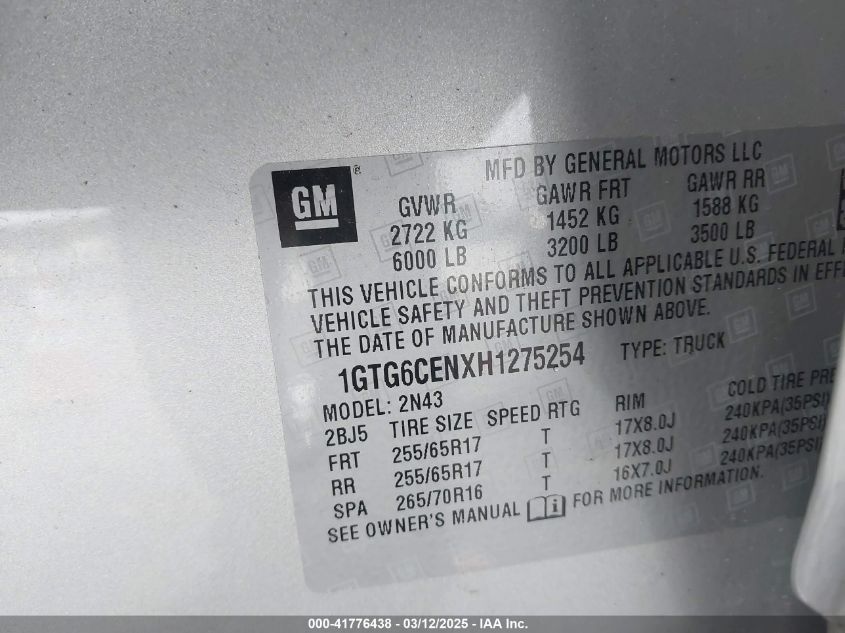 MFD BY GENERAL MOTORS LLC
GM ®
GVWR GAWR FRT GAWR RR
2722 KG 1452 KG 1588 KG
6000 LB 3200 LB 3500 LB
THIS VEHICLE CONFORMS TO ALL APPLICABLE U.S. FEDERAL
VEHICLE SAFETY AND THEFT PREVENTION STANDARDS IN EFFE
THE DATE OF MANUFACTURE SHOWN ABOVE.
1GTG6CENXH1275254 TYPE: TRUCK
MODEL: 2N43
2BJ5 TIRE SIZE SPEED RTG RIM COLD TIRE PRE
FRT 255/65R17 T 17X8.0J 240KPA(35PSI)
RR 255/65R17 T 17X8.0J 240KPA(35PSI)
SPA 265/70R16 T 16X7.0J 240KPA(35PSI)
SEE OWNER'S MANUAL FOR MORE INFORMATION.
000-41776438 - 03/12/2025 - IAA Inc.